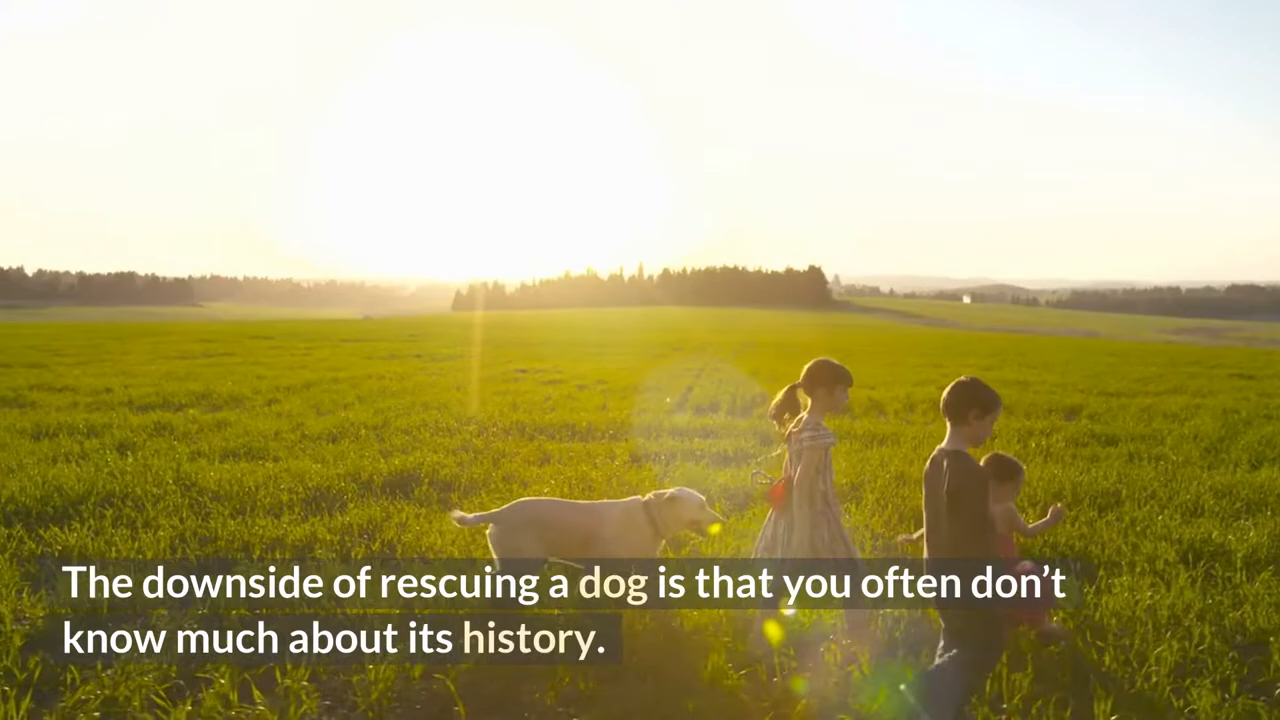 The downside of rescuing a dog is that you often don’t
know much about its history.